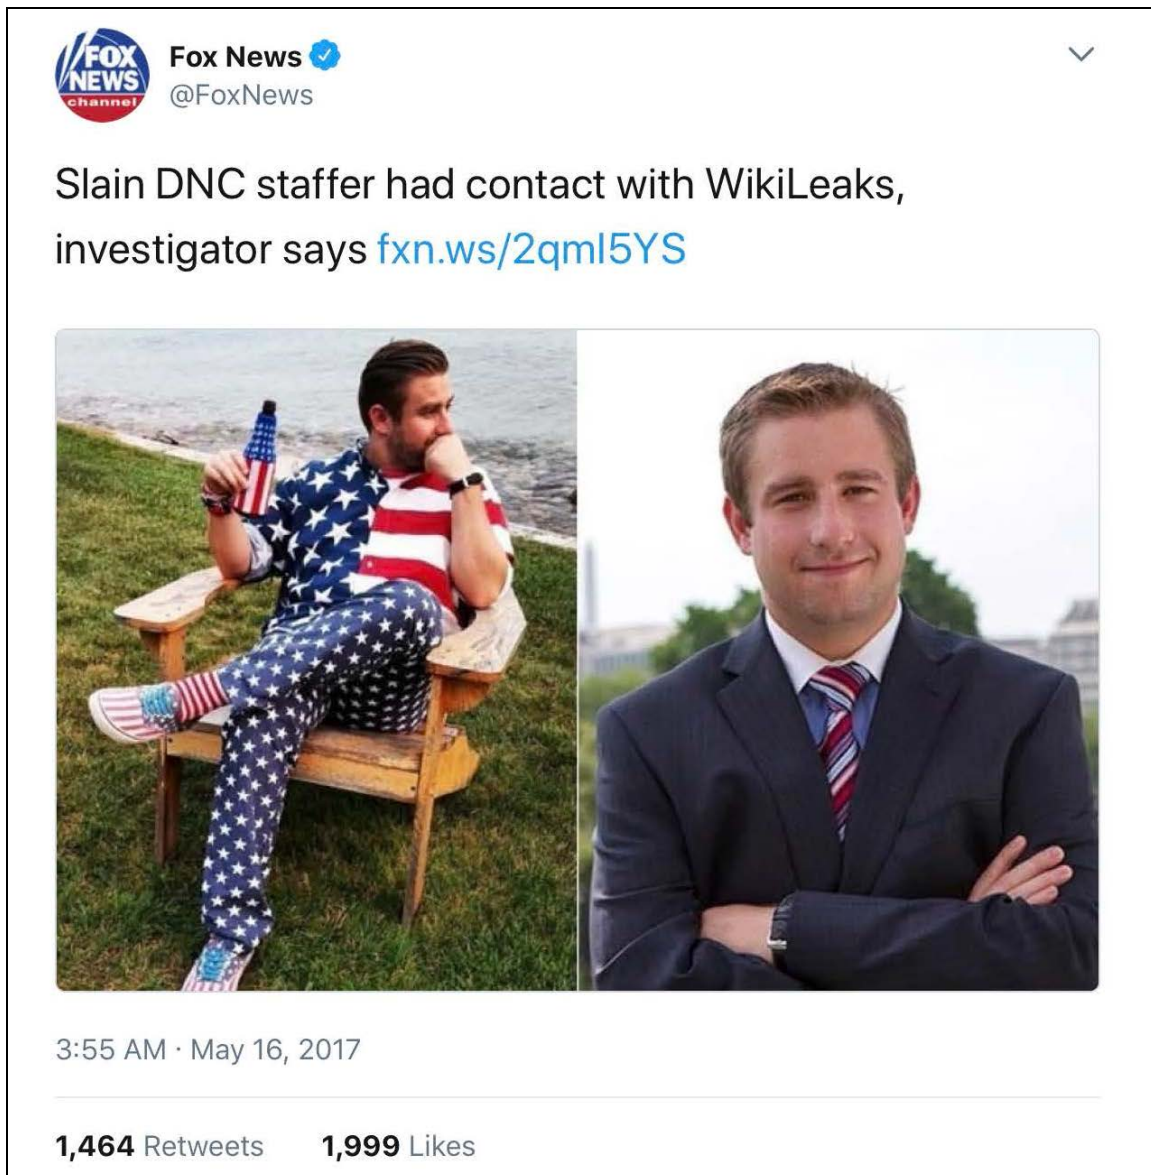 FOX
NEWS
channel
Fox News
@FoxNews
Slain DNC staffer had contact with WikiLeaks,
investigator says fxn.ws/2qml5YS
3:55 AM · May 16, 2017
1,464 Retweets 1,999 Likes